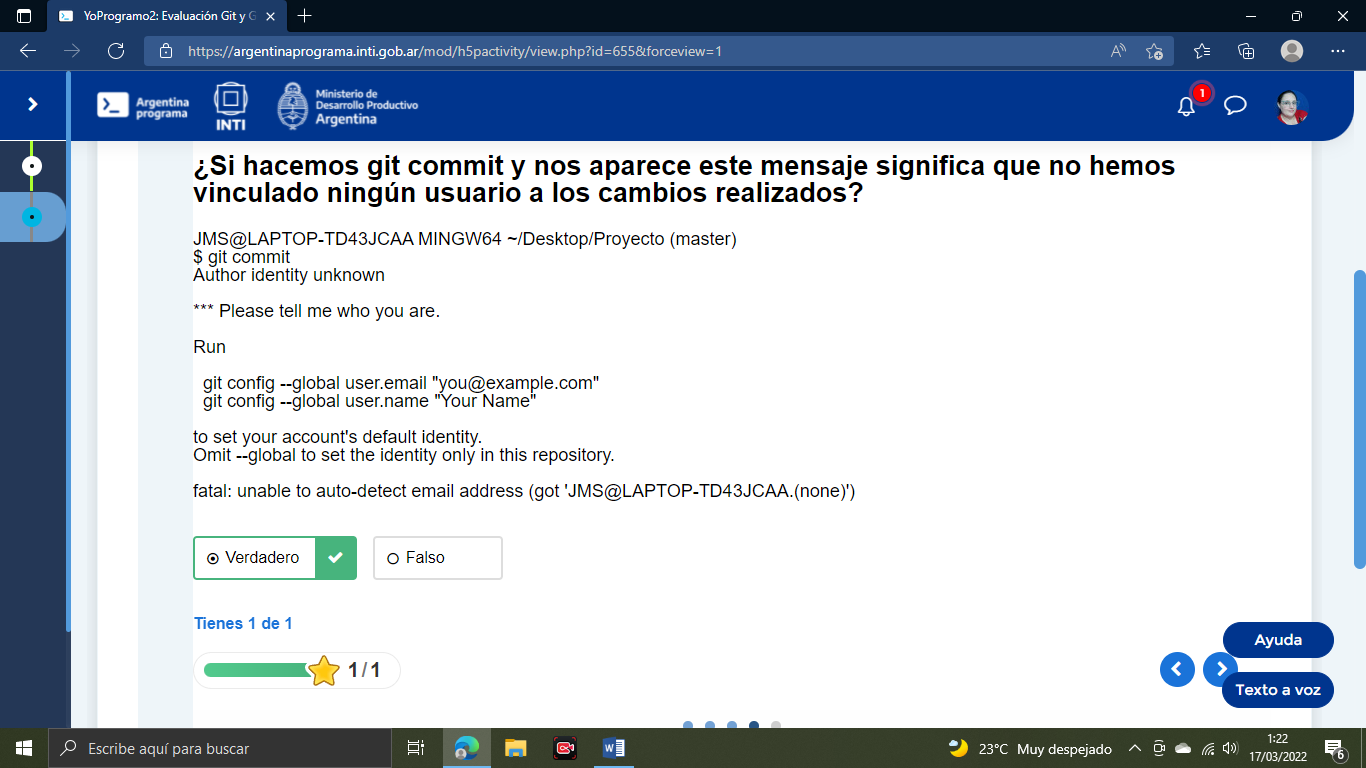 YoProgramo2: Evaluación Git y G
https://argentinaprograma.inti.gob.ar/mod/h5pactivity/view.php?id=655&forceview=1
Argentina
programa
INTI
Ministerio de
Desarrollo Productivo
Argentina
1
¿Si hacemos git commit y nos aparece este mensaje significa que no hemos
vinculado ningún usuario a los cambios realizados?
JMS@LAPTOP-TD43JCAA MINGW64 ~/Desktop/Proyecto (master)
$ git commit
Author identity unknown
*** Please tell me who you are.
Run
git config --global user.email "you@example.com"
git config --global user.name "Your Name"
to set your account's default identity.
Omit --global to set the identity only in this repository.
fatal: unable to auto-detect email address (got 'JMS@LAPTOP-TD43JCAA.(none)')
Verdadero
Falso
Tienes 1 de 1
1/1
Ayuda
Texto a voz
Escribe aquí para buscar
23°C Muy despejado
1:22
17/03/2022
6